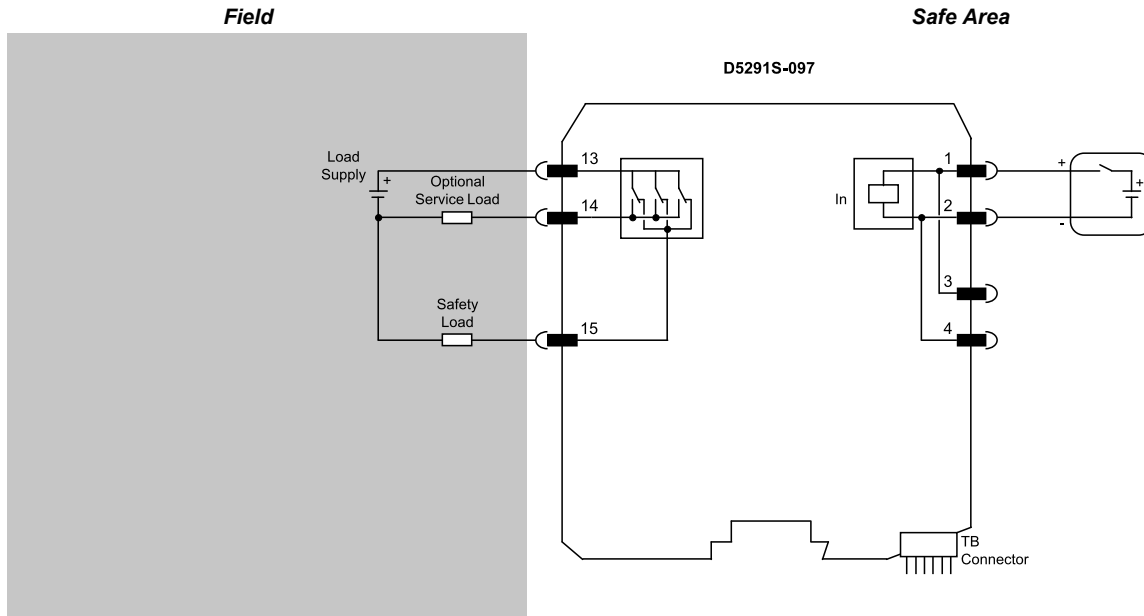 Field
Safe Area
D5291S-097
Load
Supply
+
Optional
Service Load
13
14
Safety
Load
15
In
1
2
3
4
+
-
+
TB
Connector